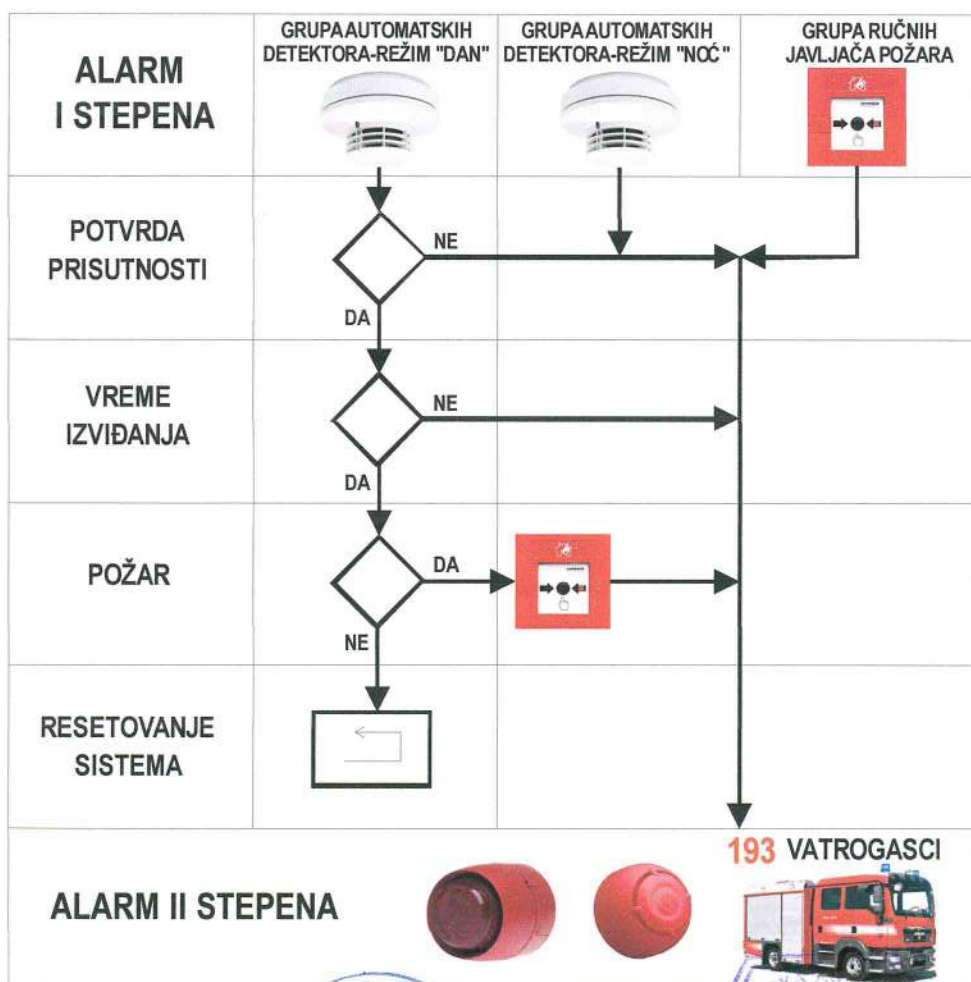 ALARM
I STEPENA
GRUPA AUTOMATSKIH
DETEKTORA-REŽIM "DAN"
GRUPA AUTOMATSKIH
DETEKTORA-REŽIM "NOĆ"
GRUPA RUČNIH
JAVLJAČA POŽARA
POTVRDA
PRISUTNOSTI
NE
DA
VREME
IZVIĐANJA
NE
DA
POŽAR
DA
NE
RESETOVANJE
SISTEMA
ALARM II STEPENA
193 VATROGASCI